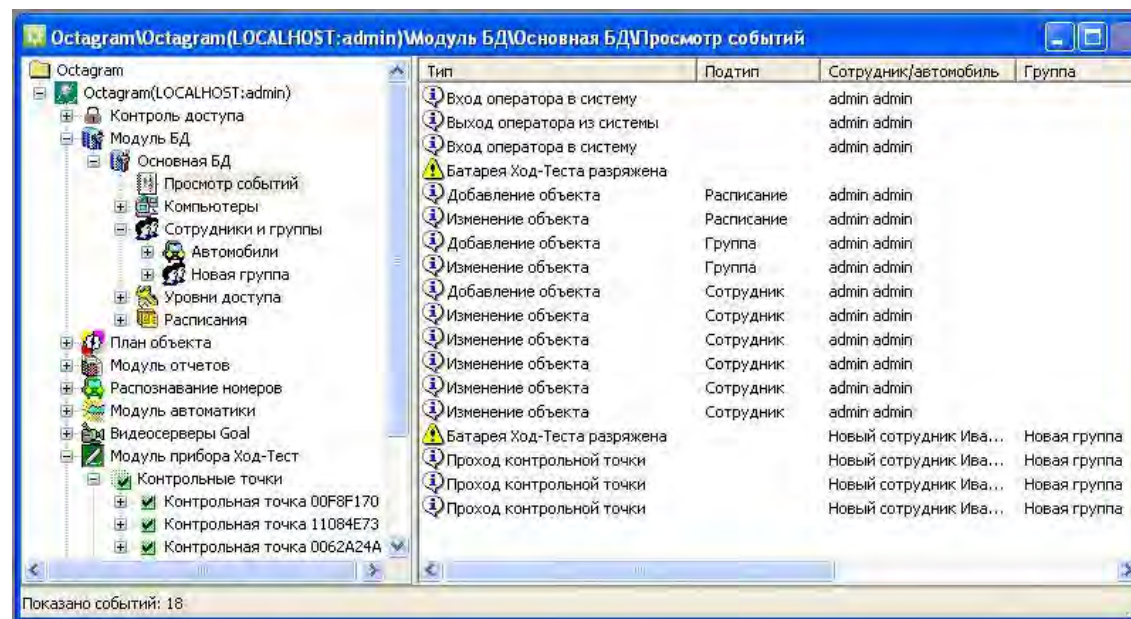 Octagram\Octagram(LOCALHOST:admin)\Модуль БД\Основная БД\Просмотр событий
Octagram
Octagram(LOCALHOST:admin)
Контроль доступа
Модуль БД
Основная БД
Просмотр событий
Компьютеры
Сотрудники и группы
Автомобили
Новая группа
Уровни доступа
Расписания
План объекта
Модуль отчетов
Распознавание номеров
Модуль автоматики
Видеосерверы Goal
Модуль прибора Ход-Тест
Контрольные точки
Контрольная точка 00F8F170
Контрольная точка 11084E73
Контрольная точка 0062A24A
Тип Подтип Сотрудник/автомобиль Группа
Вход оператора в систему admin admin
Выход оператора из системы admin admin
Вход оператора в систему admin admin
Батарея Ход-Теста разряжена
Добавление объекта Расписание admin admin
Изменение объекта Расписание admin admin
Добавление объекта Группа admin admin
Изменение объекта Группа admin admin
Добавление объекта Сотрудник admin admin
Изменение объекта Сотрудник admin admin
Изменение объекта Сотрудник admin admin
Изменение объекта Сотрудник admin admin
Изменение объекта Сотрудник admin admin
Изменение объекта Сотрудник admin admin
Батарея Ход-Теста разряжена Новый сотрудник Ива... Новая группа
Проход контрольной точки Новый сотрудник Ива... Новая группа
Проход контрольной точки Новый сотрудник Ива... Новая группа
Проход контрольной точки Новый сотрудник Ива... Новая группа
Показано событий: 18